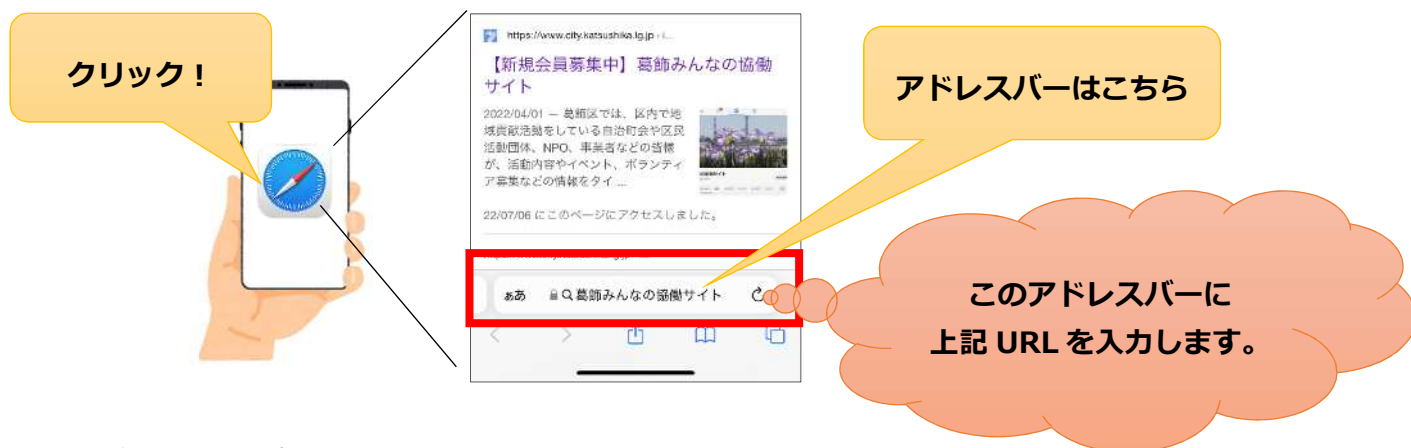 クリック！
https://www.city.katsushika.lg.jp › i...
【新規会員募集中】葛飾みんなの協働
サイト
2022/04/01 — 葛飾区では、区内で地
域貢献活動をしている自治町会や区民
活動団体、NPO、事業者などの皆様
が、活動内容やイベント、ボランティ
ア募集などの情報をタイ ...
22/07/06 にこのページにアクセスしました。
ぁあ 葛飾みんなの協働サイト
アドレスバーはこちら
このアドレスバーに
上記 URL を入力します。